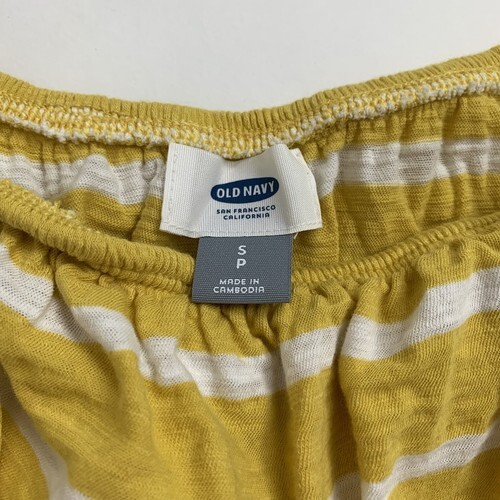 OLD NAVY
SAN FRANCISCO
CALIFORNIA
S
P
MADE IN
CAMBODIA